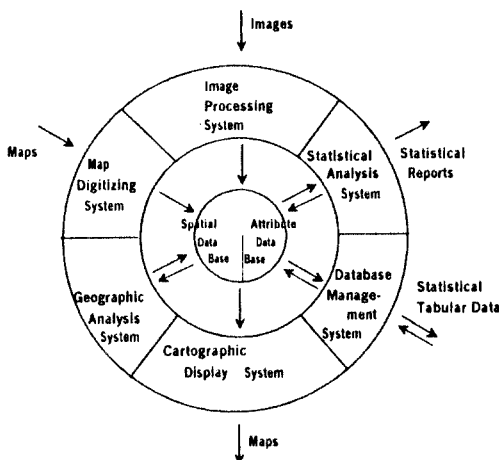 Images
Image
Processing
System
Maps
Map
Digitizing
System
Statistical
Analysis
System
Statistical
Reports
Spatial
Data
Base
Attribute
Data
Base
Geographic
Analysis
System
Database
Manage-
ment
System
Statistical
Tabular Data
Cartographic
Display System
Maps